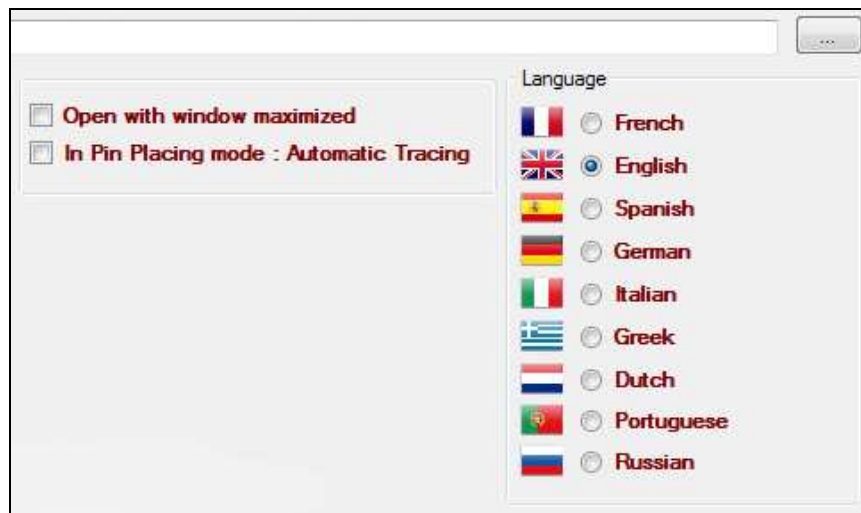 ...
Language
Open with window maximized
In Pin Placing mode : Automatic Tracing
French
English
Spanish
German
Italian
Greek
Dutch
Portuguese
Russian